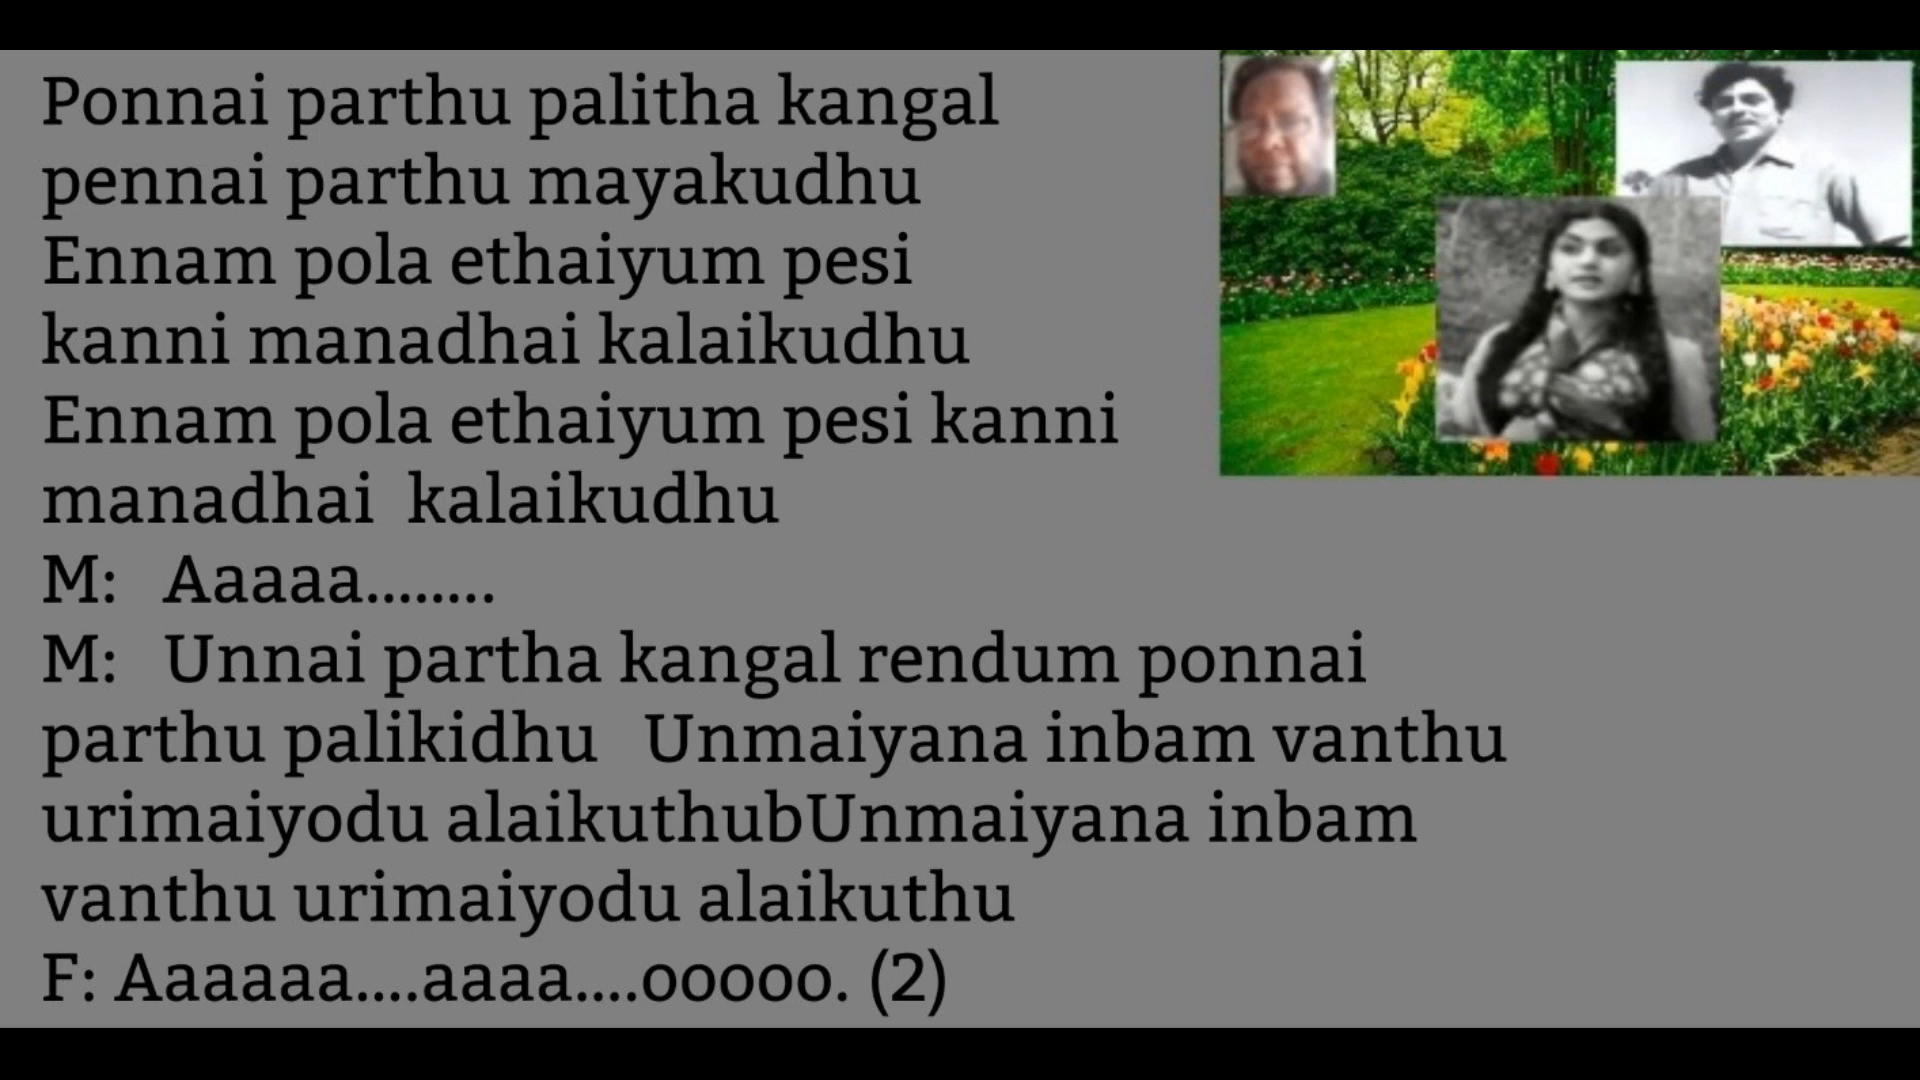 Ponnai parthu palitha kangal
pennai parthu mayakudhu
Ennam pola ethaiyum pesi
kanni manadhai kalaikudhu
Ennam pola ethaiyum pesi kanni
manadhai  kalaikudhu
M:   Aaaaa........
M:   Unnai partha kangal rendum ponnai
parthu palikidhu   Unmaiyana inbam vanthu
urimaiyodu alaikuthubUnmaiyana inbam
vanthu urimaiyodu alaikuthu
F: Aaaaaa....aaaa....ooooo. (2)